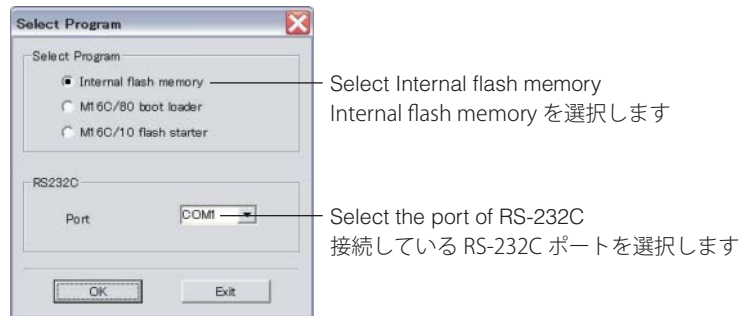 Select Program
Select Program
Internal flash memory
M16C/80 boot loader
M16C/10 flash starter
Select Internal flash memory
Internal flash memory を選択します
RS232C
Port
COM1
Select the port of RS-232C
接続している RS-232C ポートを選択します
OK
Exit